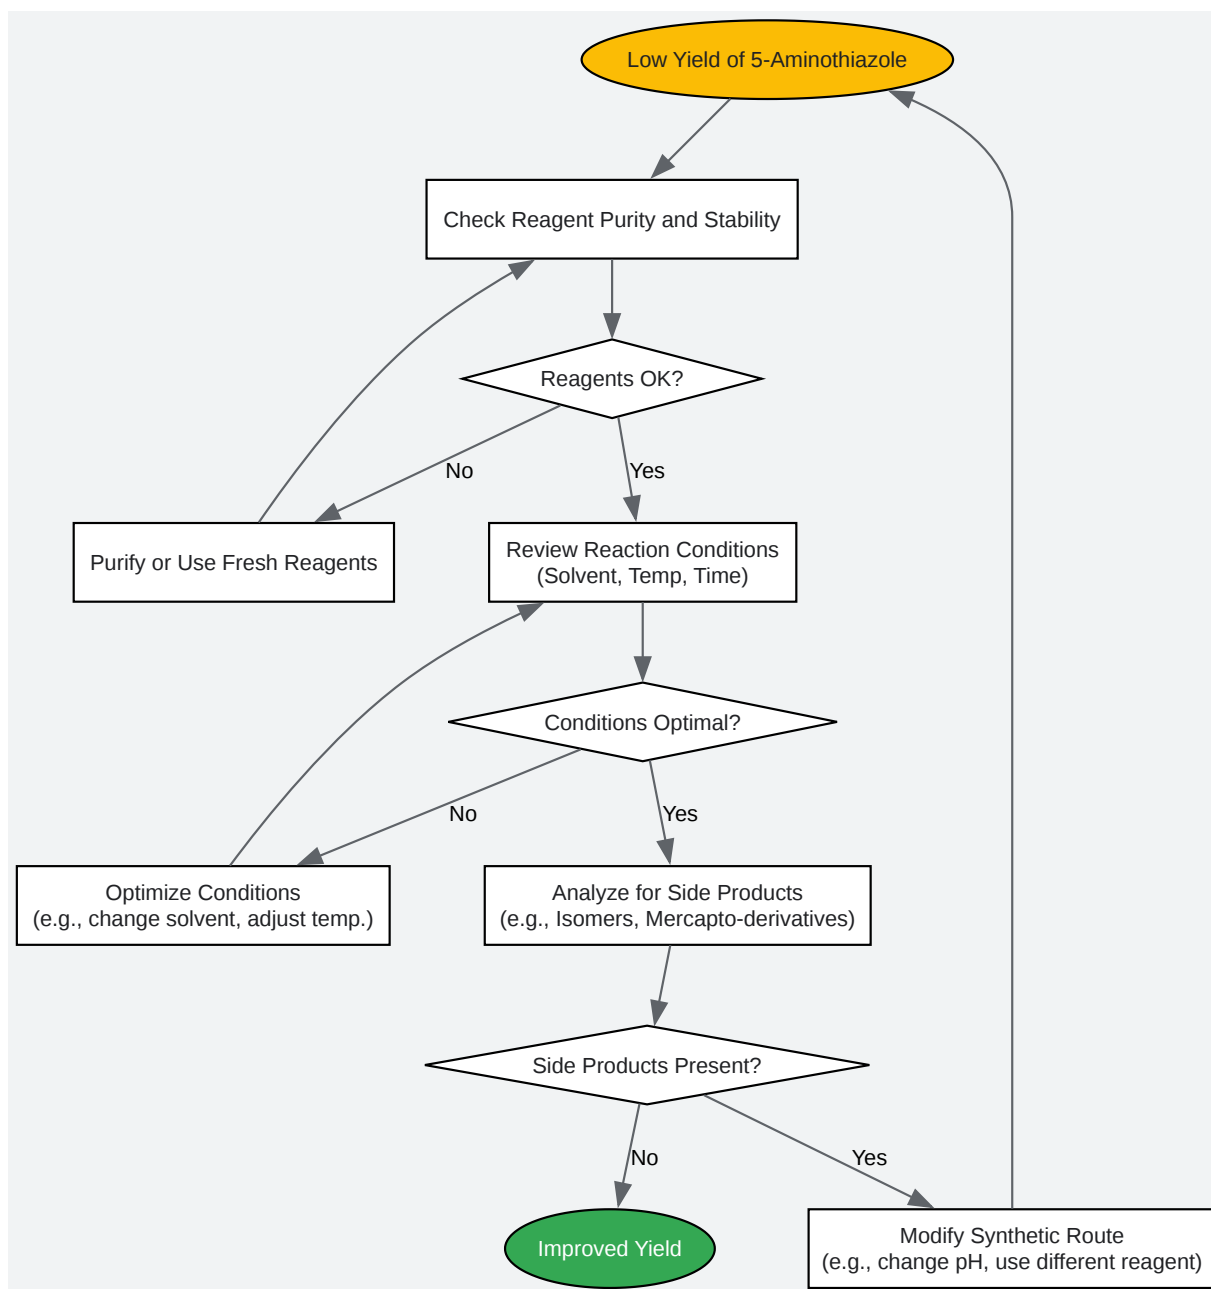 Low Yield of 5-Aminothiazole
Check Reagent Purity and Stability
Reagents OK?
No
Yes
Purify or Use Fresh Reagents
Review Reaction Conditions
(Solvent, Temp, Time)
Conditions Optimal?
No
Yes
Optimize Conditions
(e.g., change solvent, adjust temp.)
Analyze for Side Products
(e.g., Isomers, Mercapto-derivatives)
Side Products Present?
No
Yes
Improved Yield
Modify Synthetic Route
(e.g., change pH, use different reagent)